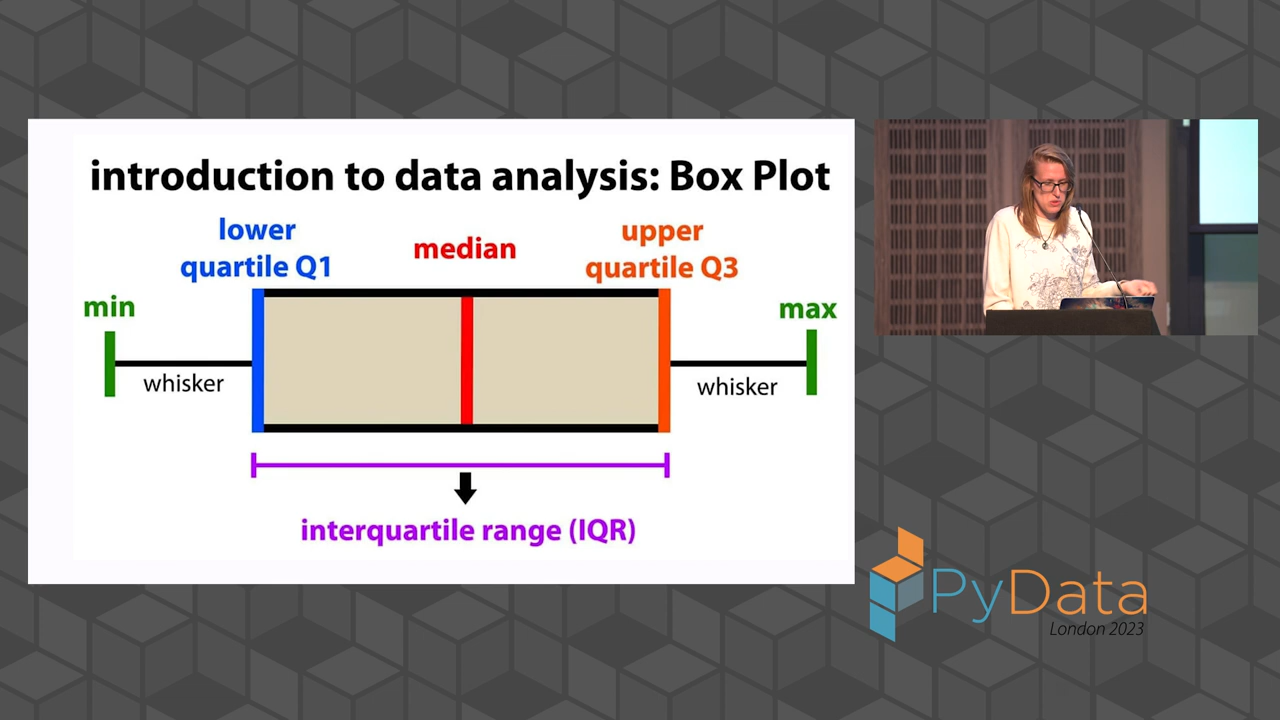 introduction to data analysis: Box Plot
lower
quartile Q1
median
upper
quartile Q3
min
max
whisker
whisker
interquartile range (IQR)
PyData
London 2023